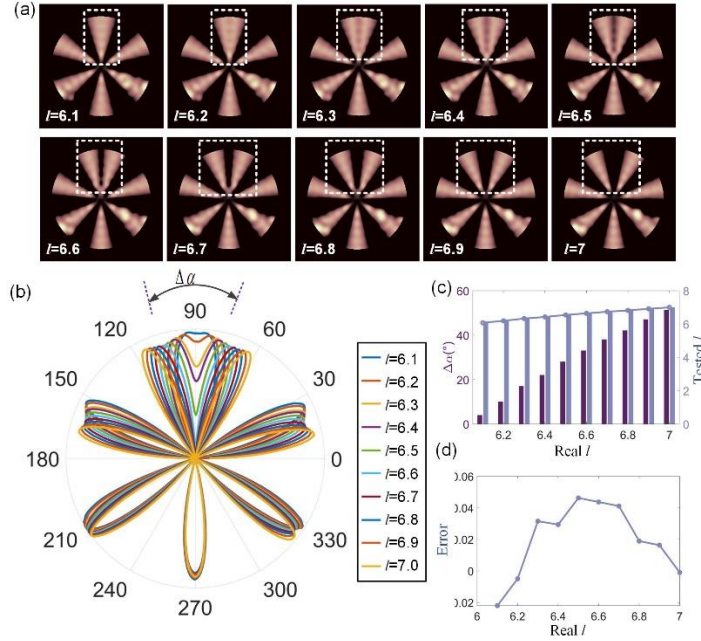 (a)
l=6.1
l=6.2
l=6.3
l=6.4
l=6.5
l=6.6
l=6.7
l=6.8
l=6.9
l=7
(b)
Δα
90
120
60
150
30
180
0
210
330
240
300
270
l=6.1
l=6.2
l=6.3
l=6.4
l=6.5
l=6.6
l=6.7
l=6.8
l=6.9
l=7.0
(c)
60
40
20
0
Δα(°)
8
6
4
2
0
Tested l
6.2
6.4
6.6
6.8
7
Real l
(d)
0.06
0.04
0.02
0
0.02
Error
6
6.2
6.4
6.6
6.8
7
Real l